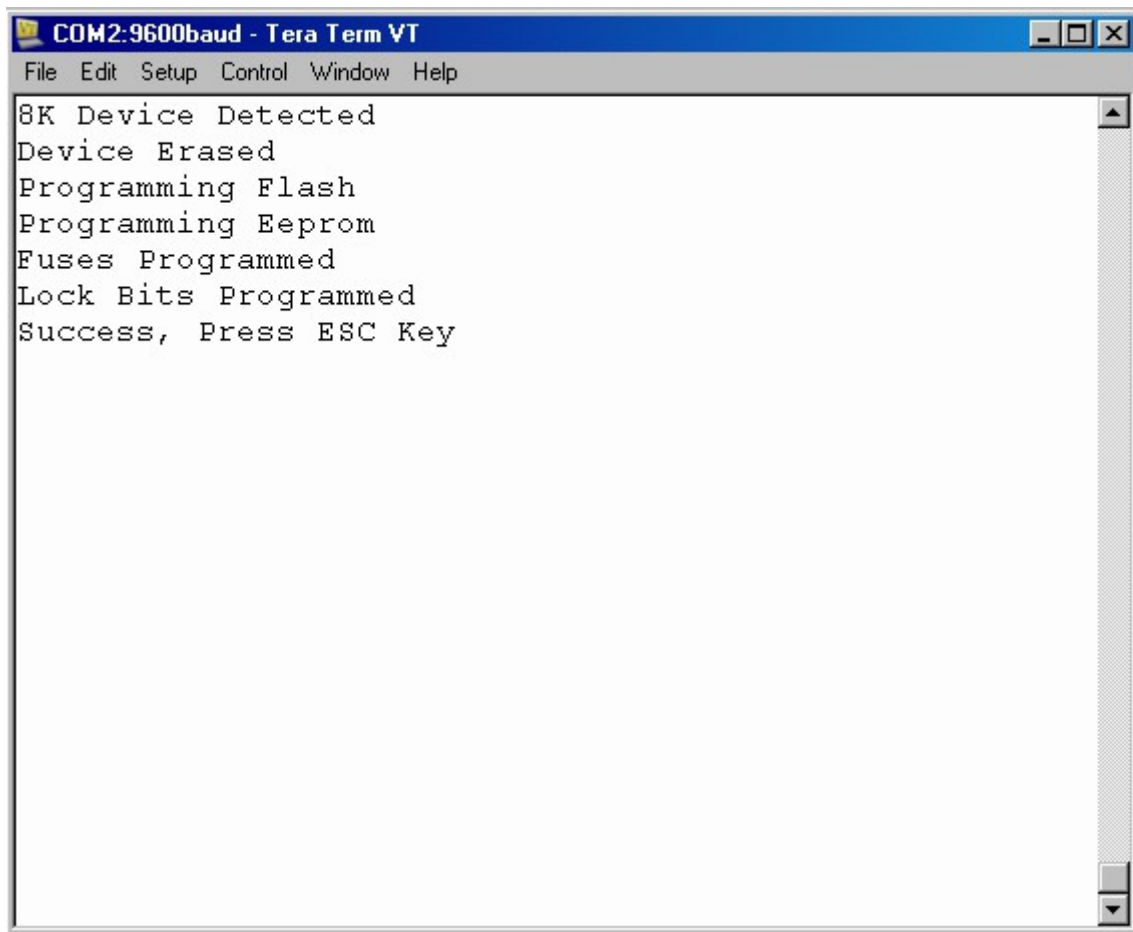 COM2:9600baud - Tera Term VT
File Edit Setup Control Window Help
8K Device Detected
Device Erased
Programming Flash
Programming Eeprom
Fuses Programmed
Lock Bits Programmed
Success, Press ESC Key